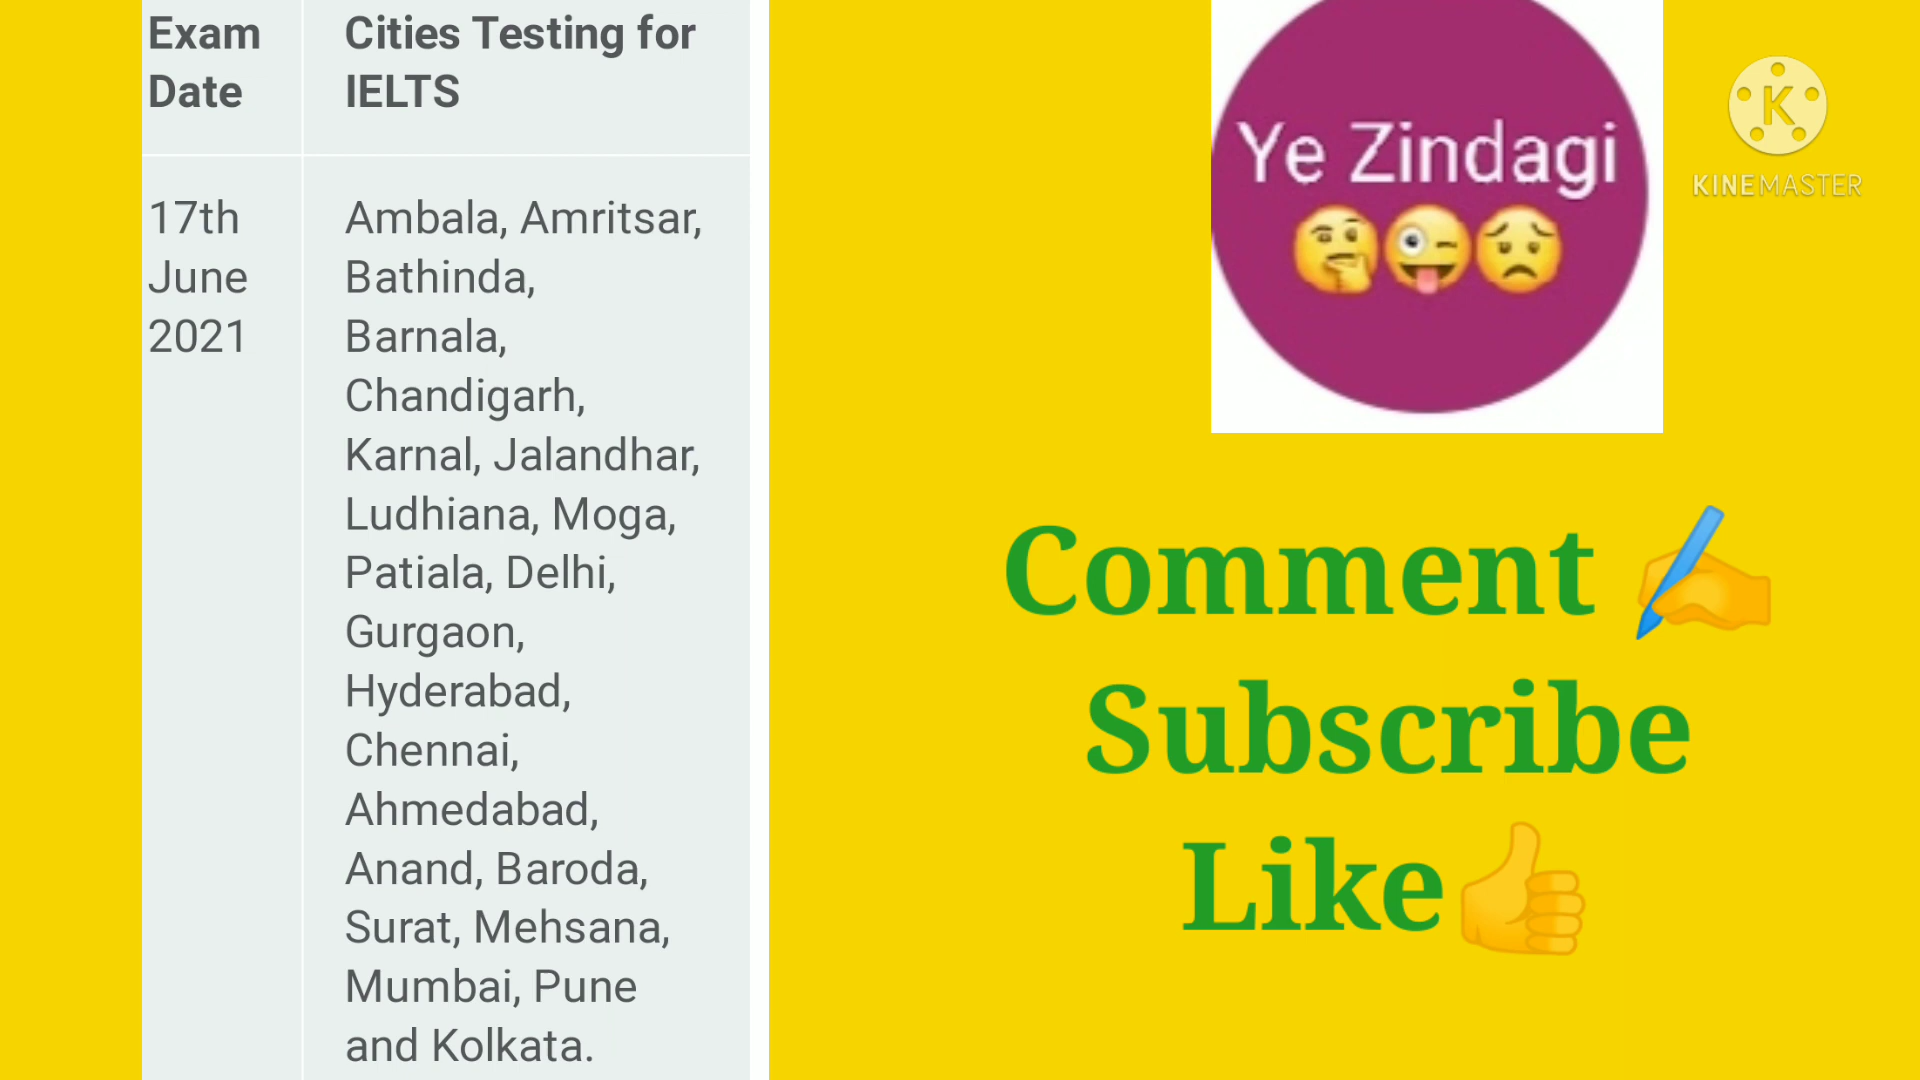 Exam Date
Cities Testing for IELTS
17th June 2021
Ambala, Amritsar,
Bathinda,
Barnala,
Chandigarh,
Karnal, Jalandhar,
Ludhiana, Moga,
Patiala, Delhi,
Gurgaon,
Hyderabad,
Chennai,
Ahmedabad,
Anand, Baroda,
Surat, Mehsana,
Mumbai, Pune
and Kolkata.
Ye Zindagi
K
KINEMASTER
Comment
Subscribe
Like